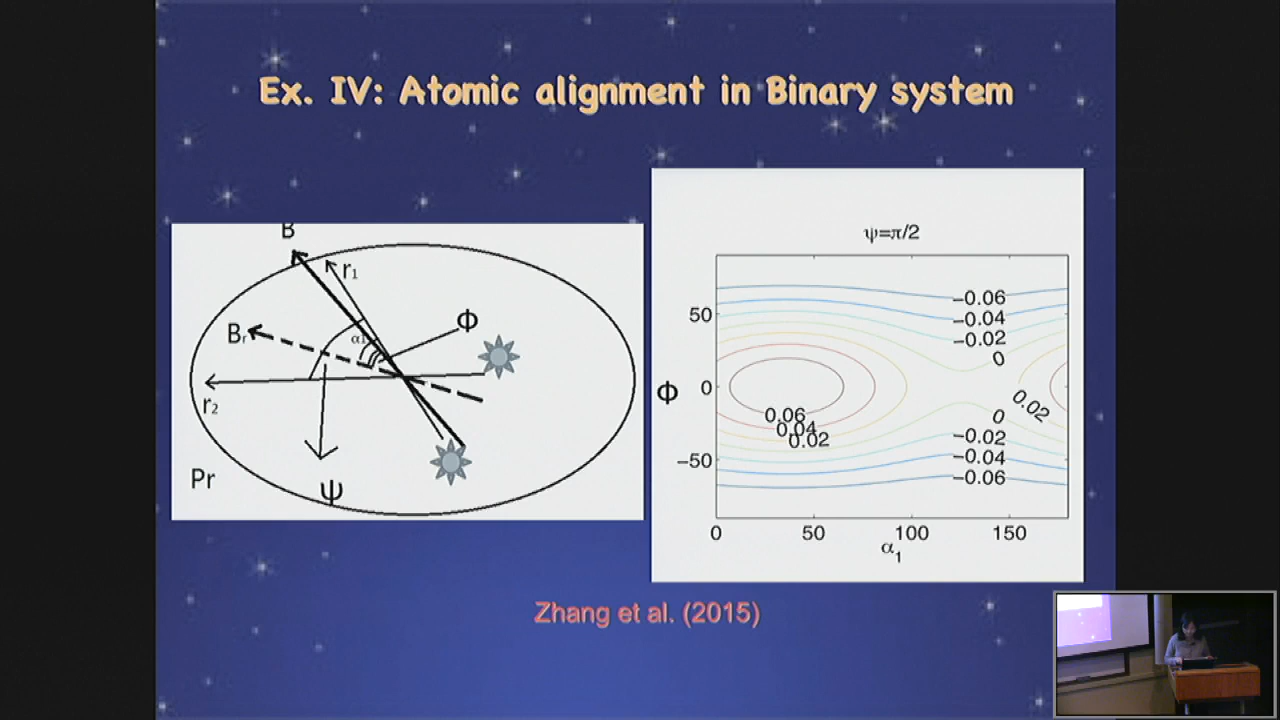 Ex. IV: Atomic alignment in Binary system
B
r1
Br
α1
Φ
r2
Pr
ψ
ψ=π/2
50
0
−50
Φ
−0.06
−0.04
−0.02
0
0.02
0
−0.02
−0.04
−0.06
0.06
0.04
0.02
0
50
100
150
α1
Zhang et al. (2015)